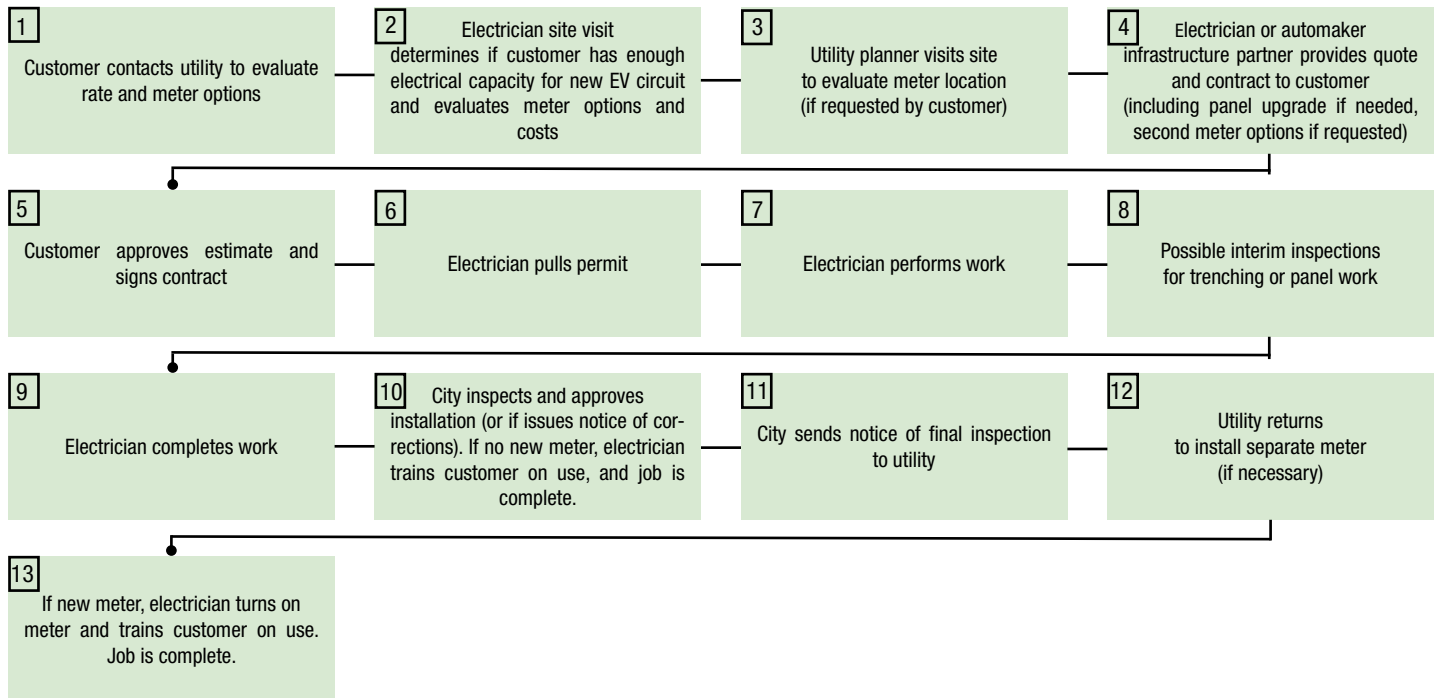 1
Customer contacts utility to evaluate
rate and meter options
2
Electrician site visit
determines if customer has enough
electrical capacity for new EV circuit
and evaluates meter options and
costs
3
Utility planner visits site
to evaluate meter location
(if requested by customer)
4
Electrician or automaker
infrastructure partner provides quote
and contract to customer
(including panel upgrade if needed,
second meter options if requested)
5
Customer approves estimate and
signs contract
6
Electrician pulls permit
7
Electrician performs work
8
Possible interim inspections
for trenching or panel work
9
Electrician completes work
10
City inspects and approves
installation (or if issues notice of cor-
rections). If no new meter, electrician
trains customer on use, and job is
complete.
11
City sends notice of final inspection
to utility
12
Utility returns
to install separate meter
(if necessary)
13
If new meter, electrician turns on
meter and trains customer on use.
Job is complete.